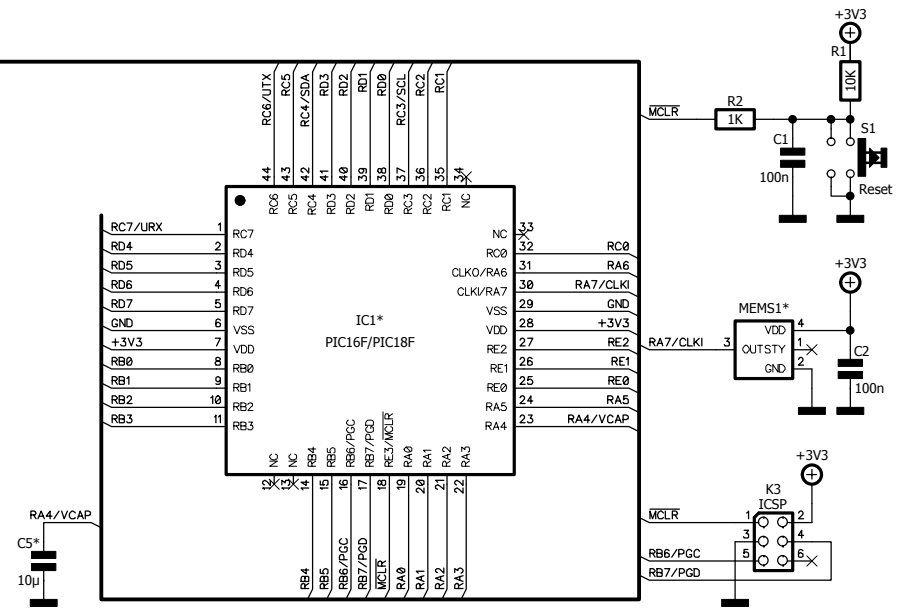 +3V3
R1
10K
MCLR
R2
1K
C1
100n
S1
Reset
RC6/UTX
RC5
RC4/SDA
RD3
RD2
RD1
RD0
RC3/SCL
RC2
RC1
44
43
42
41
40
39
38
37
36
35
34
RC6
RC5
RC4
RD3
RD2
RD1
RD0
RC3
RC2
RC1
NC
RC7/URX 1 RC7
RD4 2 RD4
RD5 3 RD5
RD6 4 RD6
RD7 5 RD7
GND 6 VSS
+3V3 7 VDD
RB0 8 RB0
RB1 9 RB1
RB2 10 RB2
RB3 11 RB3
IC1*
PIC16F/PIC18F
NC 33
RC0 32 RC0
CLKO/RA6 31 RA6
CLKI/RA7 30 RA7/CLKI
VSS 29 GND
VDD 28 +3V3
RE2 27 RE2
RE1 26 RE1
RE0 25 RE0
RA5 24 RA5
RA4 23 RA4/VCAP
NC
NC
RB4
RB5
RB6/PGC
RB7/PGD
RE3/MCLR
RA0
RA1
RA2
RA3
12
13
14
15
16
17
18
19
20
21
22
RB4
RB5
RB6/PGC
RB7/PGD
MCLR
RA0
RA1
RA2
RA3
RA4/VCAP
C5*
10µ
+3V3
MEMS1*
RA7/CLKI 3 OUT
STY 1
VDD 4
GND 2
C2
100n
+3V3
K3
ICSP
MCLR 1 2
3 4
RB6/PGC 5 6
RB7/PGD